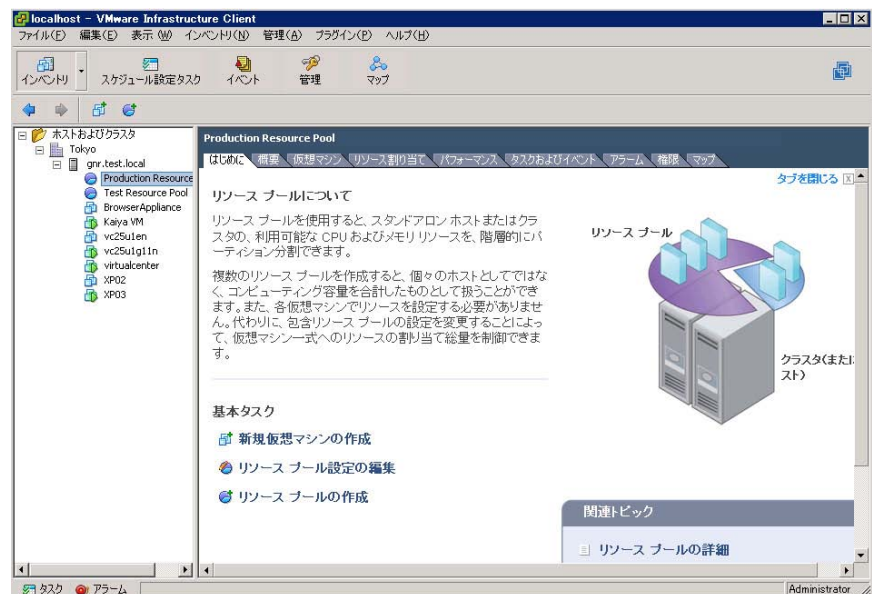 localhost - VMware Infrastructure Client
ファイル(F) 編集(E) 表示(W) インベントリ(N) 管理(A) プラグイン(P) ヘルプ(H)
インベントリ スケジュール設定タスク イベント 管理 マップ
ホストおよびクラスタ
Tokyo
gnr.test.local
Production Resource
Test Resource Pool
BrowserAppliance
Kaiya VM
vc25u1en
vc25u1g11n
virtualcenter
XP02
XP03
Production Resource Pool
はじめに 概要 仮想マシン リソース割り当て パフォーマンス タスクおよびイベント アラーム 権限 マップ
タブを閉じる
リソース プールについて
リソース プールを使用すると、スタンドアロン ホストまたはクラ
スタの、利用可能な CPU およびメモリ リソースを、階層的にパ
ーティション分割できます。
複数のリソース プールを作成すると、個々のホストとしてではな
く、コンピューティング容量を合計したものとして扱うことができ
ます。また、各仮想マシンでリソースを設定する必要がありませ
ん。代わりに、包含リソース プールの設定を変更することによっ
て、仮想マシン一式へのリソースの割り当て総量を制御できま
す。
リソース プール
クラスタ(または
スト)
基本タスク
新規仮想マシンの作成
リソース プール設定の編集
リソース プールの作成
関連トピック
リソース プールの詳細
タスク アラーム
Administrator